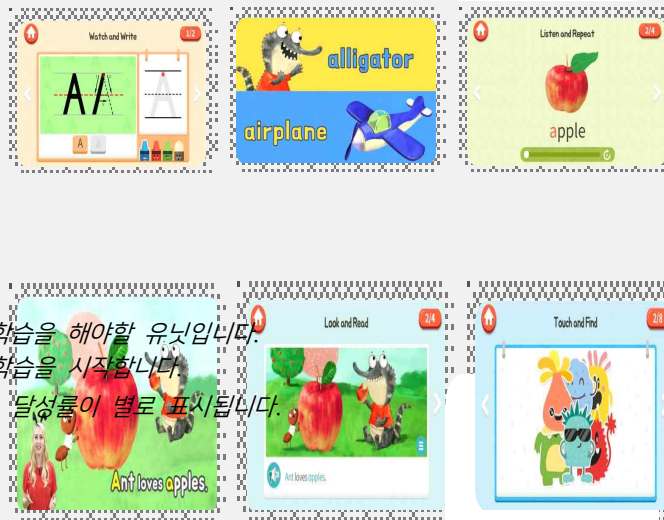 Watch and Write
1/2
A
A
A
a
alligator
airplane
Listen and Repeat
2/4
apple
학습을 해야할 유닛입니다.
학습을 시작합니다.
달성률이 별로 표시됩니다.
Ant loves apples.
Look and Read
2/4
Ant loves apples.
Touch and Find
2/8